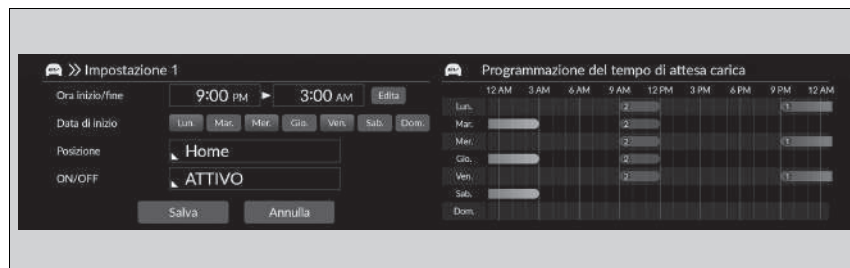 Impostazione 1
Ora inizio/fine 9:00 PM 3:00 AM Edita
Data di inizio Lun. Mar. Mer. Gio. Ven. Sab. Dom.
Posizione Home
ON/OFF ATTIVO
Salva Annulla
Programmazione del tempo di attesa carica
12 AM 3 AM 6 AM 9 AM 12 PM 3 PM 6 PM 9 PM 12 AM
Lun. 2 1
Mar. 2
Mer. 2 1
Gio. 2
Ven. 2 1
Sab.
Dom.